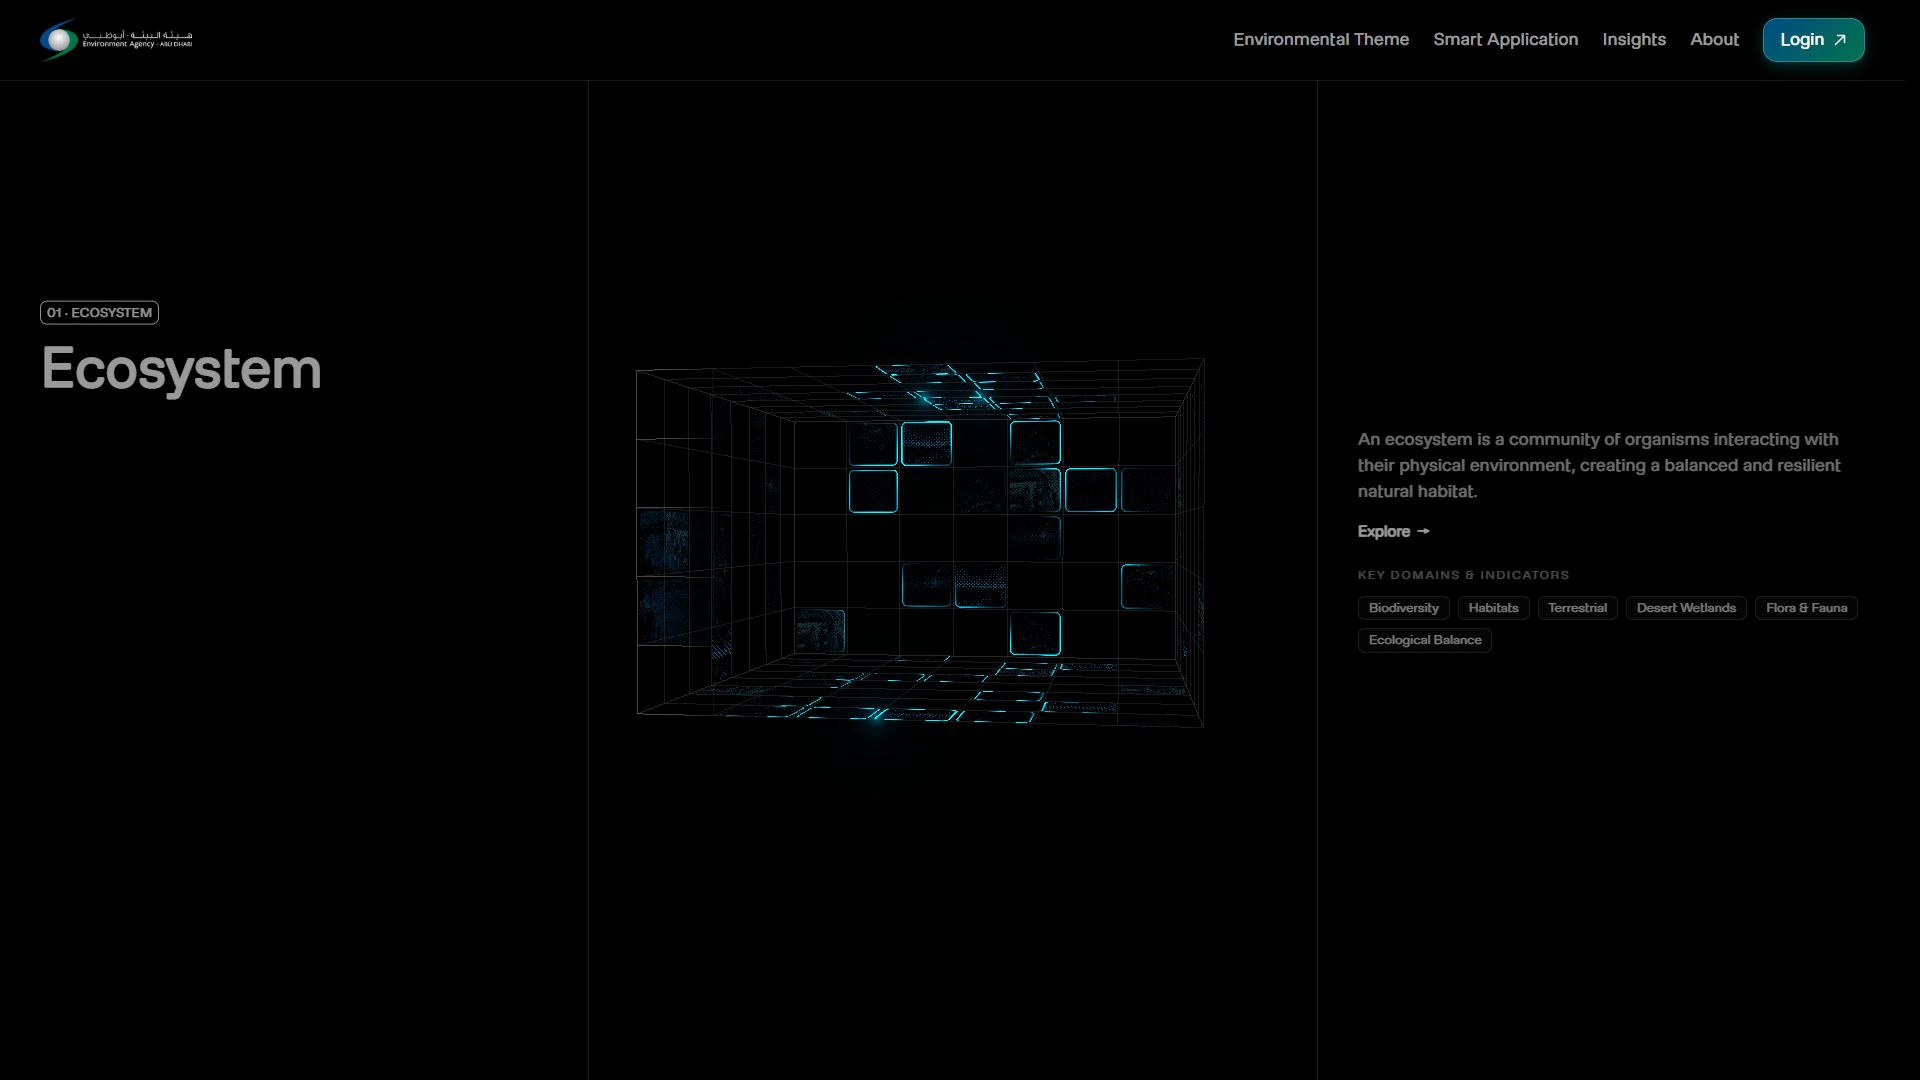 هيئة البيئة - أبوظبي
Environment Agency - ABU DHABI
Environmental Theme
Smart Application
Insights
About
Login
01 · ECOSYSTEM
Ecosystem
An ecosystem is a community of organisms interacting with
their physical environment, creating a balanced and resilient
natural habitat.
Explore →
KEY DOMAINS & INDICATORS
Biodiversity
Habitats
Terrestrial
Desert Wetlands
Flora & Fauna
Ecological Balance